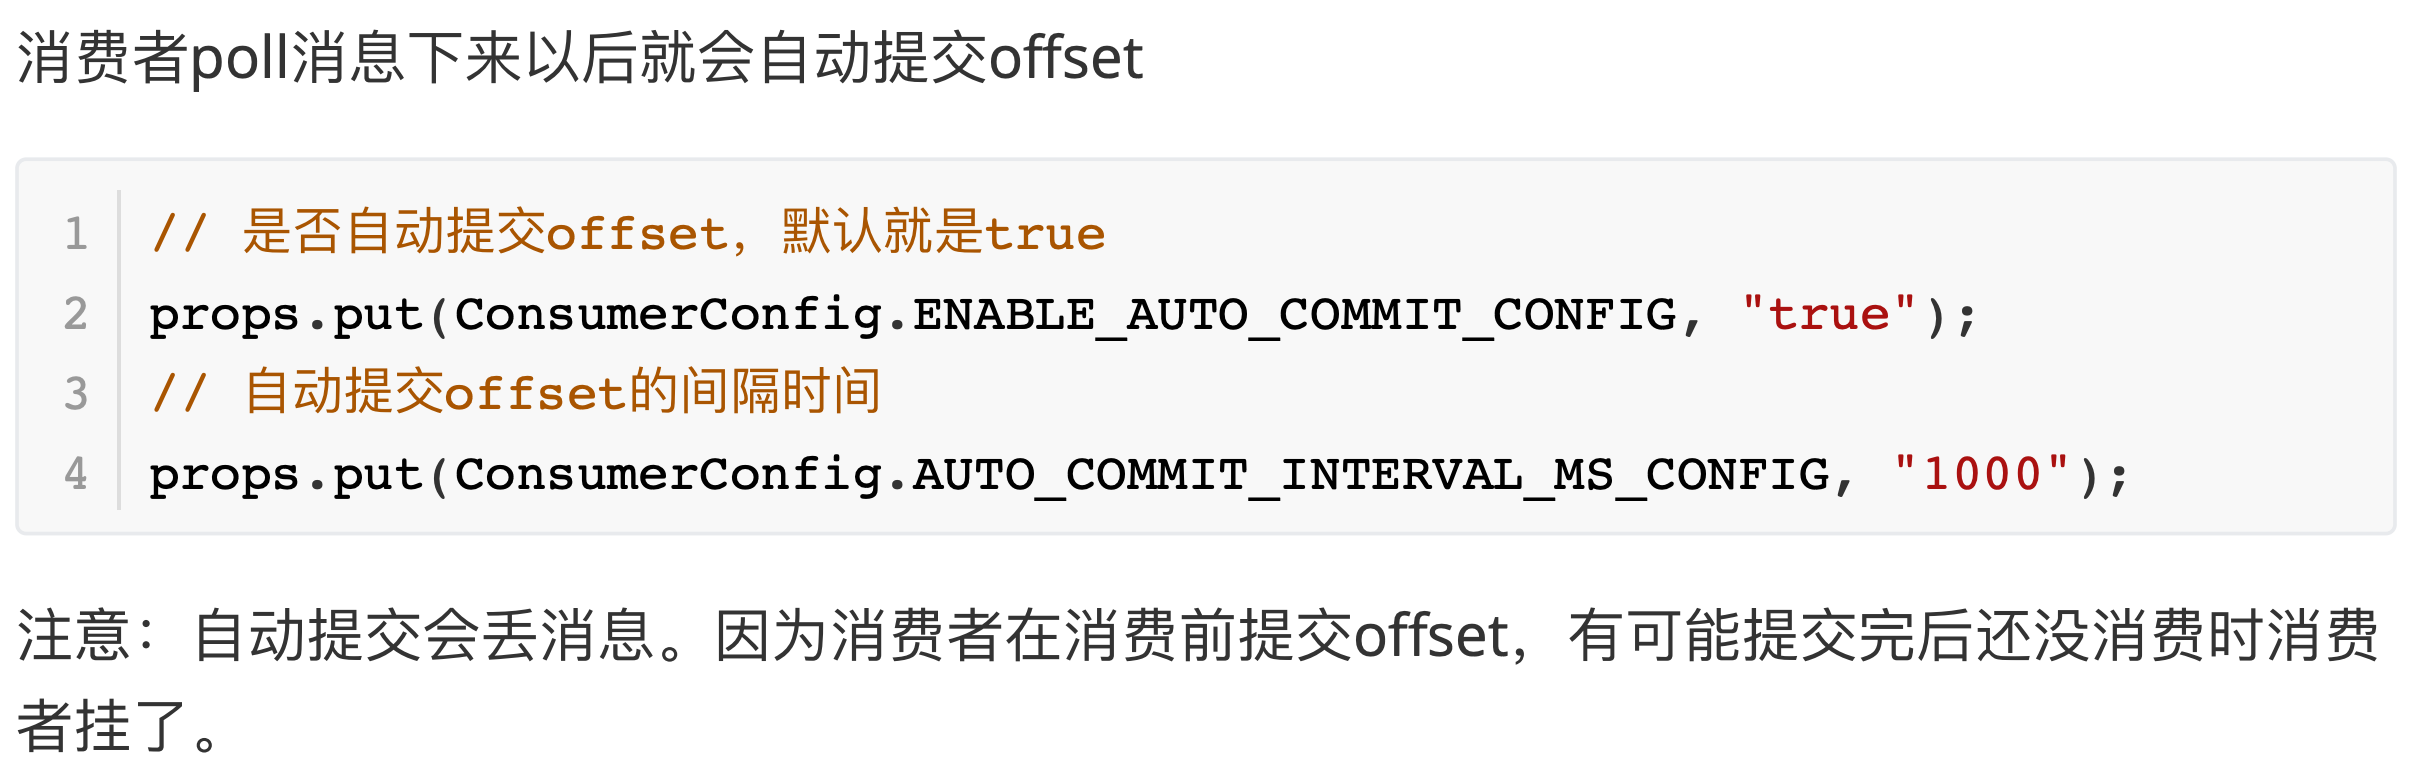 消费者poll消息下来以后就会自动提交offset
1 // 是否自动提交offset，默认就是true
2 props.put(ConsumerConfig.ENABLE_AUTO_COMMIT_CONFIG, "true");
3 // 自动提交offset的间隔时间
4 props.put(ConsumerConfig.AUTO_COMMIT_INTERVAL_MS_CONFIG, "1000");
注意：自动提交会丢消息。因为消费者在消费前提交offset，有可能提交完后还没消费时消费
者挂了。